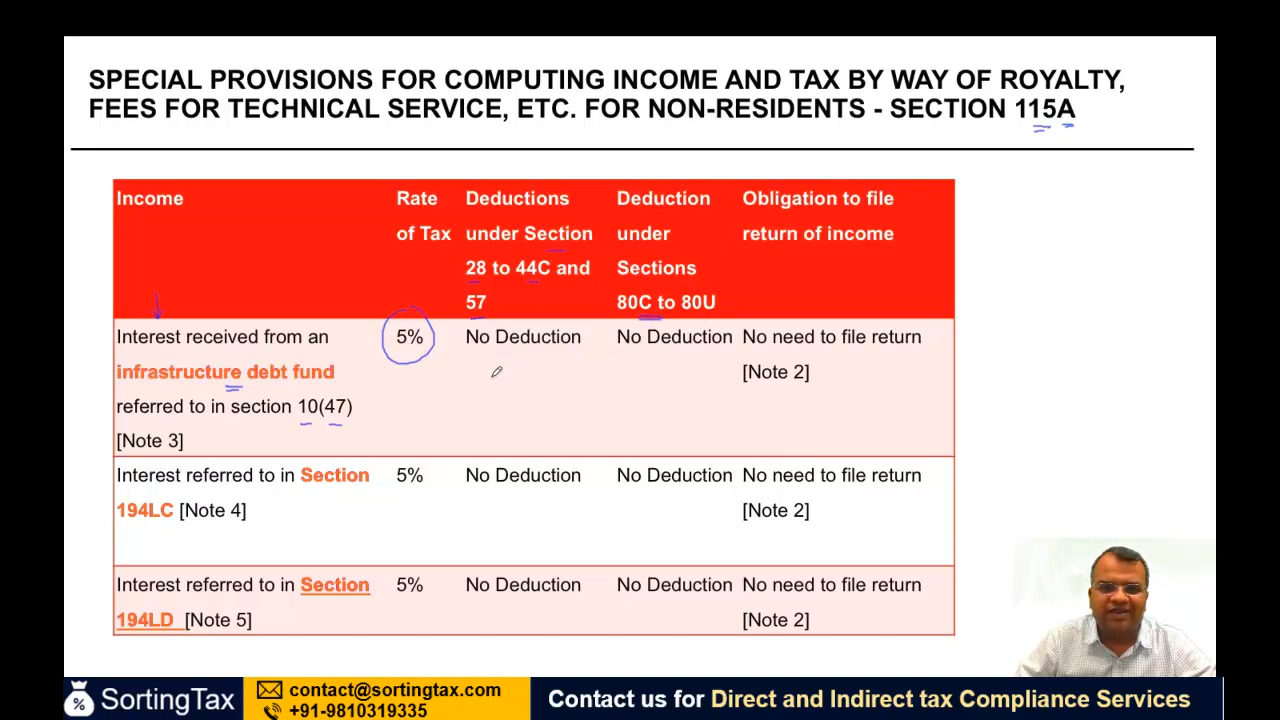 SPECIAL PROVISIONS FOR COMPUTING INCOME AND TAX BY WAY OF ROYALTY,
FEES FOR TECHNICAL SERVICE, ETC. FOR NON-RESIDENTS - SECTION 115A
Income
Rate
of Tax
Deductions
under Section
28 to 44C and
57
Deduction
under
Sections
80C to 80U
Obligation to file
return of income
Interest received from an
infrastructure debt fund
referred to in section 10(47)
[Note 3]
5%
No Deduction
No Deduction
No need to file return
[Note 2]
Interest referred to in Section
194LC [Note 4]
5%
No Deduction
No Deduction
No need to file return
[Note 2]
Interest referred to in Section
194LD [Note 5]
5%
No Deduction
No Deduction
No need to file return
[Note 2]
% SortingTax
contact@sortingtax.com
+91-9810319335
Contact us for Direct and Indirect tax Compliance Services